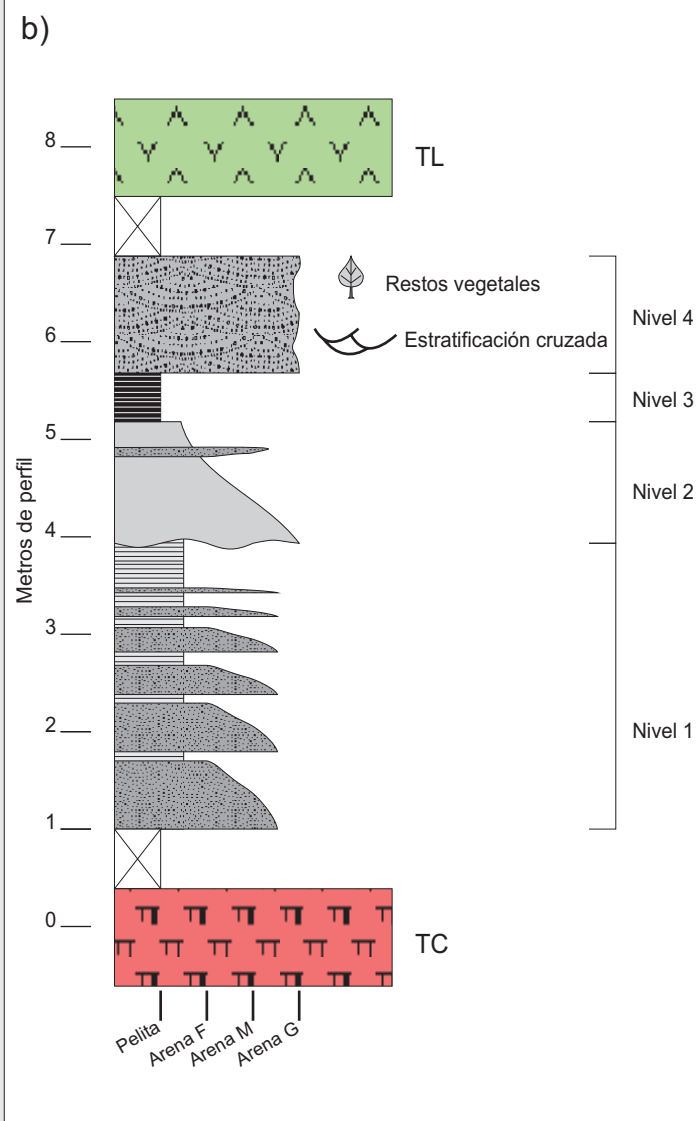 b)
8
TL
7
Restos vegetales
Nivel 4
6
Estratificación cruzada
Nivel 3
5
Nivel 2
4
Metros de perfil
3
2
Nivel 1
1
0
TC
Pelita
Arena F
Arena M
Arena G